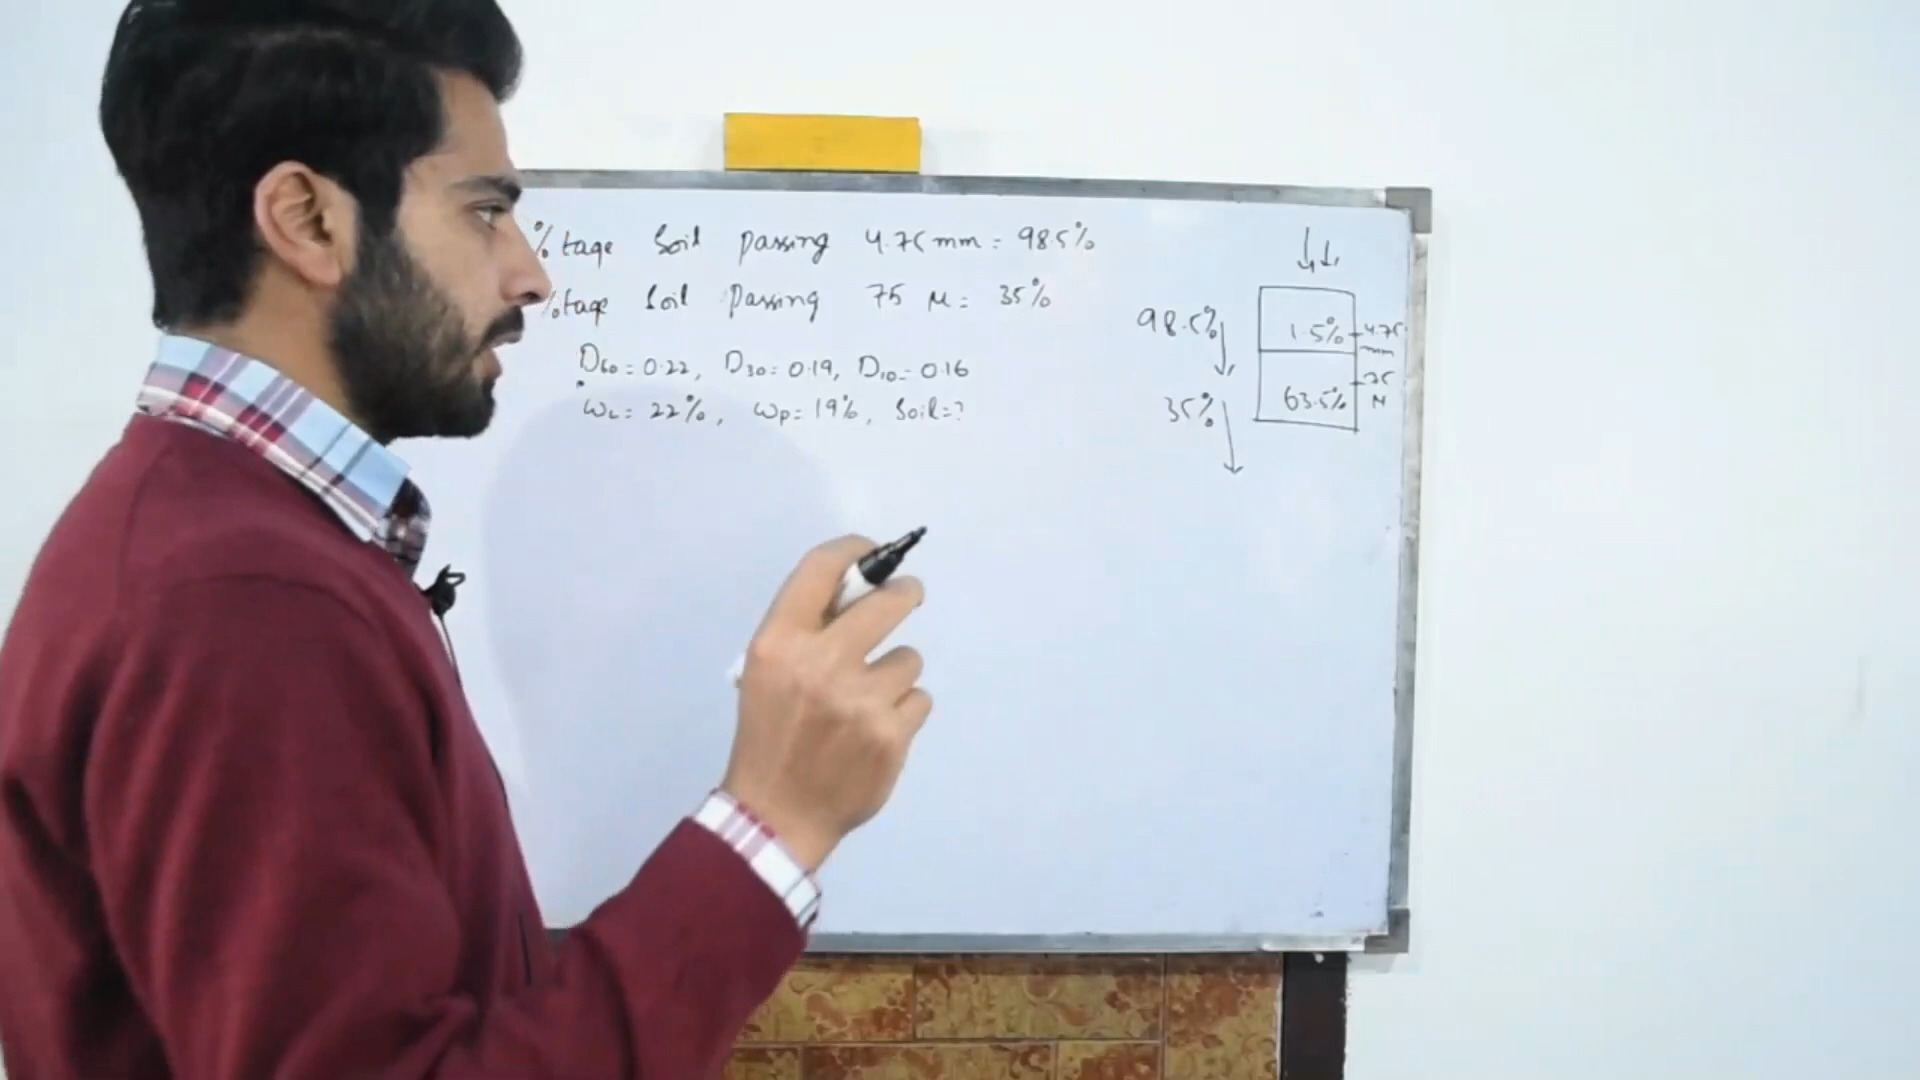 %tage Soil passing 4.75mm = 98.5%
%tage Soil Passing 75 μ = 35%
D60 = 0.22, D30 = 0.19, D10 = 0.16
WL = 22%, Wp = 19%, Soil = ?
98.5%
1.5%
4.75
mm
75
μ
35%
63.5%